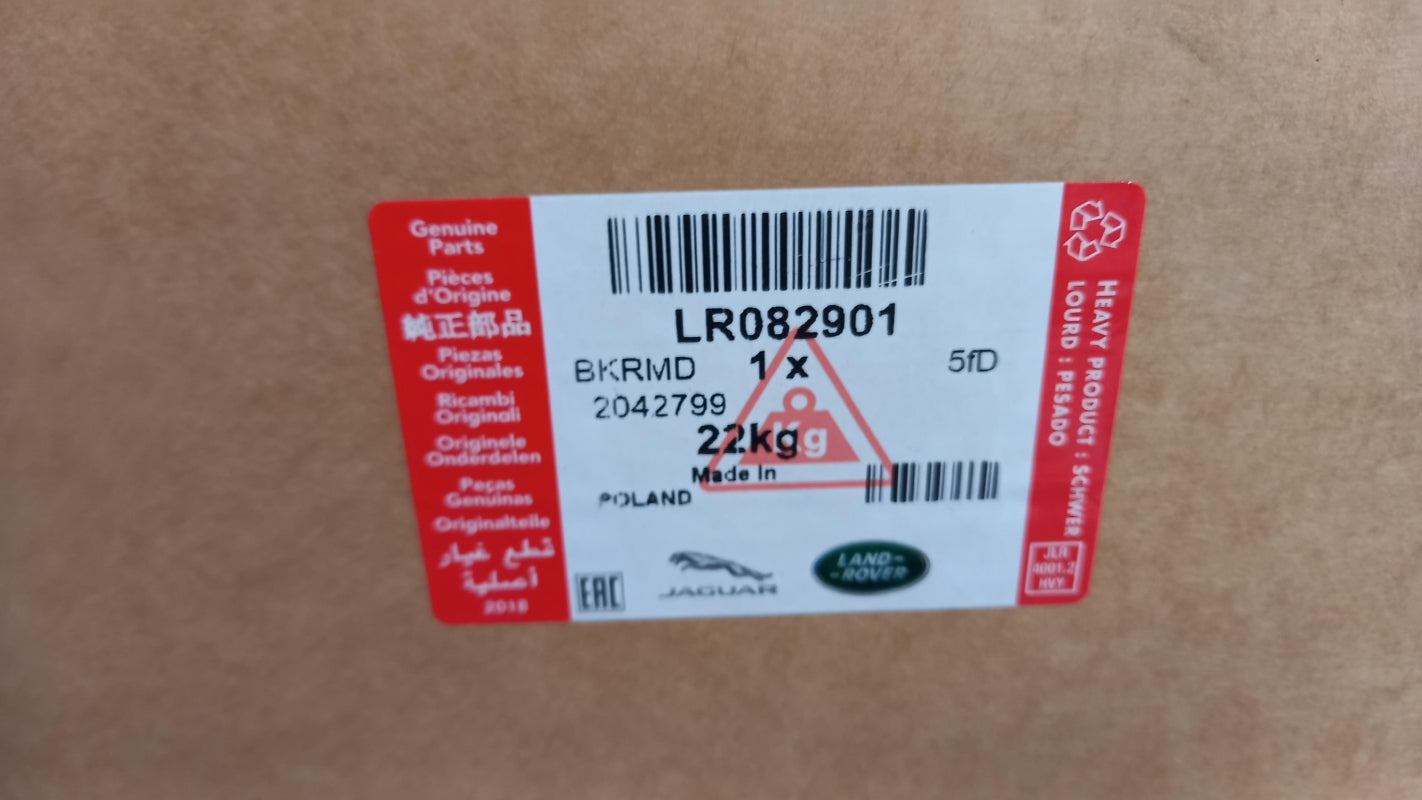 Genuine
Parts
Pièces
d'Origine
純正部品
Piezas
Originales
Ricambi
Originali
Originele
Onderdelen
Peças
Genuinas
Originalteile
قطع غيار
أصلية
2018
LR082901
BKRMD 1 x 5fD
2042799
22kg
Kg
Made In
POLAND
EAC
JAGUAR
LAND-
-ROVER
HEAVY PRODUCT : SCHWER
LOURD : PESADO
JLR
4001.2
HVY